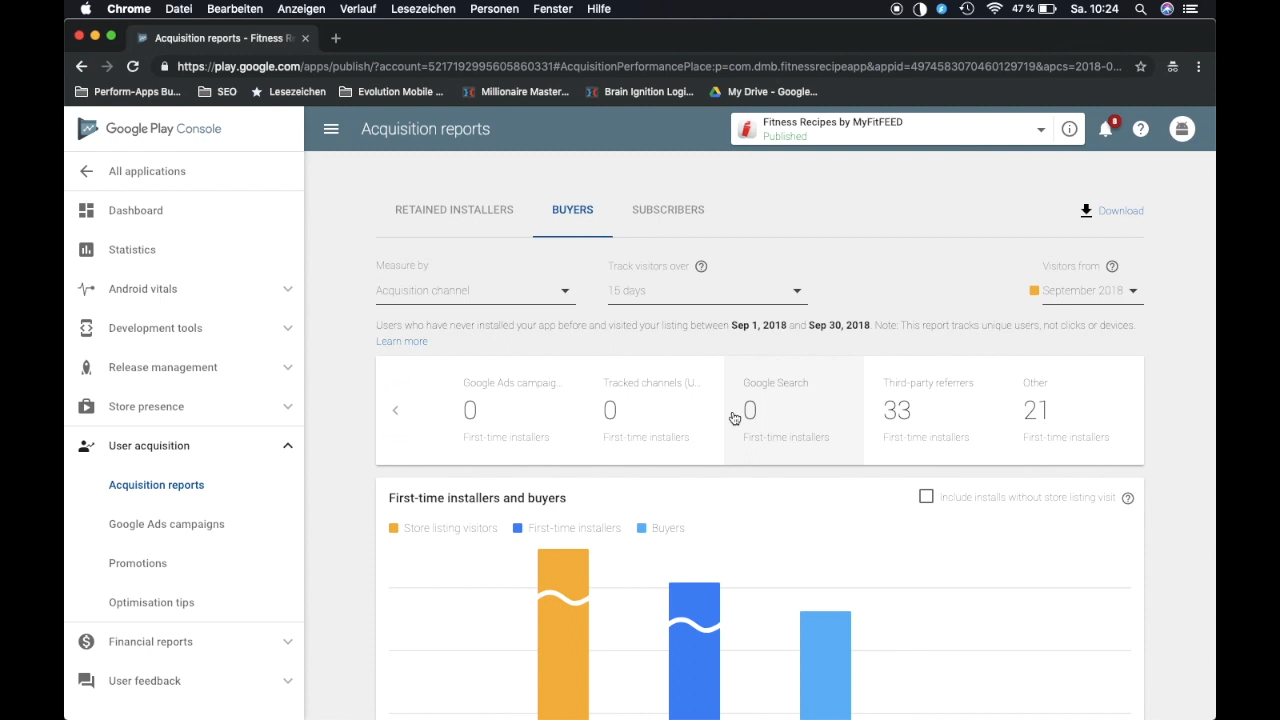 Chrome Datei Bearbeiten Anzeigen Verlauf Lesezeichen Personen Fenster Hilfe 47 % Sa. 10:24
Acquisition reports - Fitness R
https://play.google.com/apps/publish/?account=5217192995605860331#AcquisitionPerformancePlace:p=com.dmb.fitnessrecipeapp&appid=4974583070460129719&apcs=2018-0...
Perform-Apps Bu... SEO Lesezeichen Evolution Mobile ... Millionaire Master... Brain Ignition Logi... My Drive - Google...
Google Play Console
Acquisition reports
Fitness Recipes by MyFitFEED
Published
8
All applications
Dashboard
Statistics
Android vitals
Development tools
Release management
Store presence
User acquisition
Acquisition reports
Google Ads campaigns
Promotions
Optimisation tips
Financial reports
User feedback
RETAINED INSTALLERS BUYERS SUBSCRIBERS
Download
Measure by
Acquisition channel
Track visitors over
15 days
Visitors from
September 2018
Users who have never installed your app before and visited your listing between Sep 1, 2018 and Sep 30, 2018. Note: This report tracks unique users, not clicks or devices.
Learn more
Google Ads campaig...
0
First-time installers
Tracked channels (U...
0
First-time installers
Google Search
0
First-time installers
Third-party referrers
33
First-time installers
Other
21
First-time installers
First-time installers and buyers
Include installs without store listing visit
Store listing visitors First-time installers Buyers